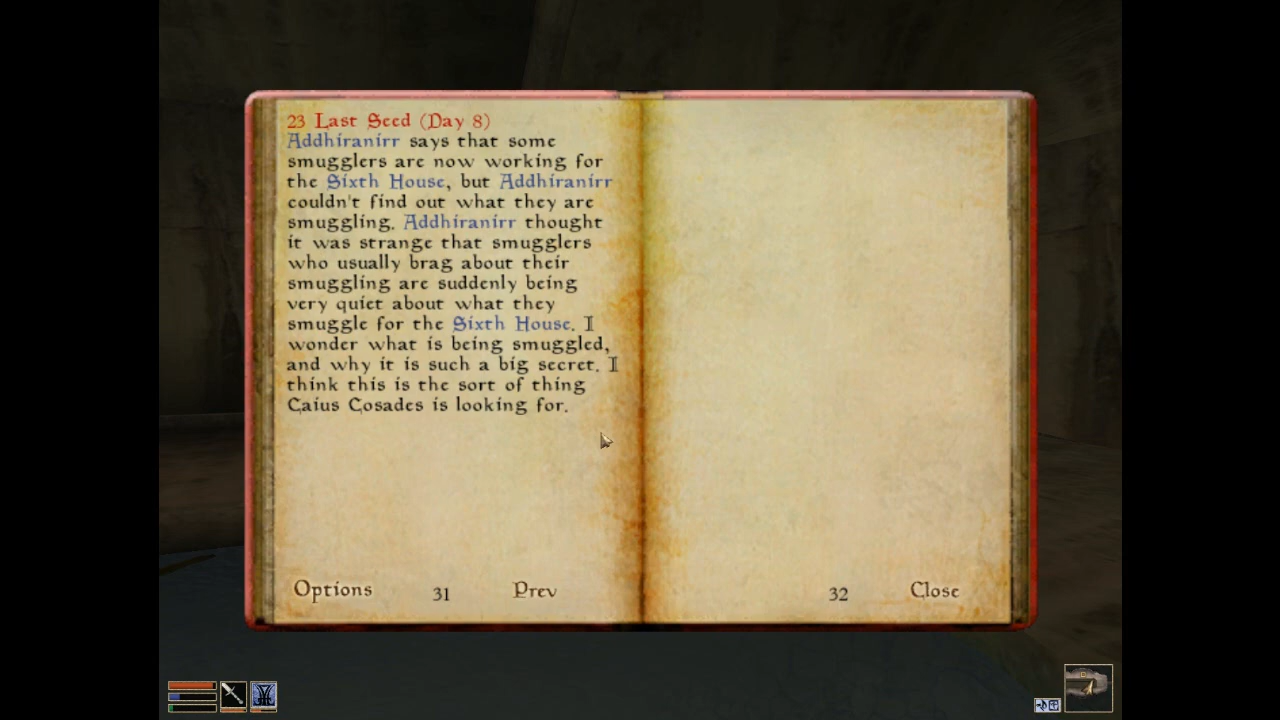 23 Last Seed (Day 8)
Addhiranirr says that some
smugglers are now working for
the Sixth House, but Addhiranirr
couldn't find out what they are
smuggling. Addhiranirr thought
it was strange that smugglers
who usually brag about their
smuggling are suddenly being
very quiet about what they
smuggle for the Sixth House. I
wonder what is being smuggled,
and why it is such a big secret. I
think this is the sort of thing
Caius Cosades is looking for.
Options 31 Prev 32 Close